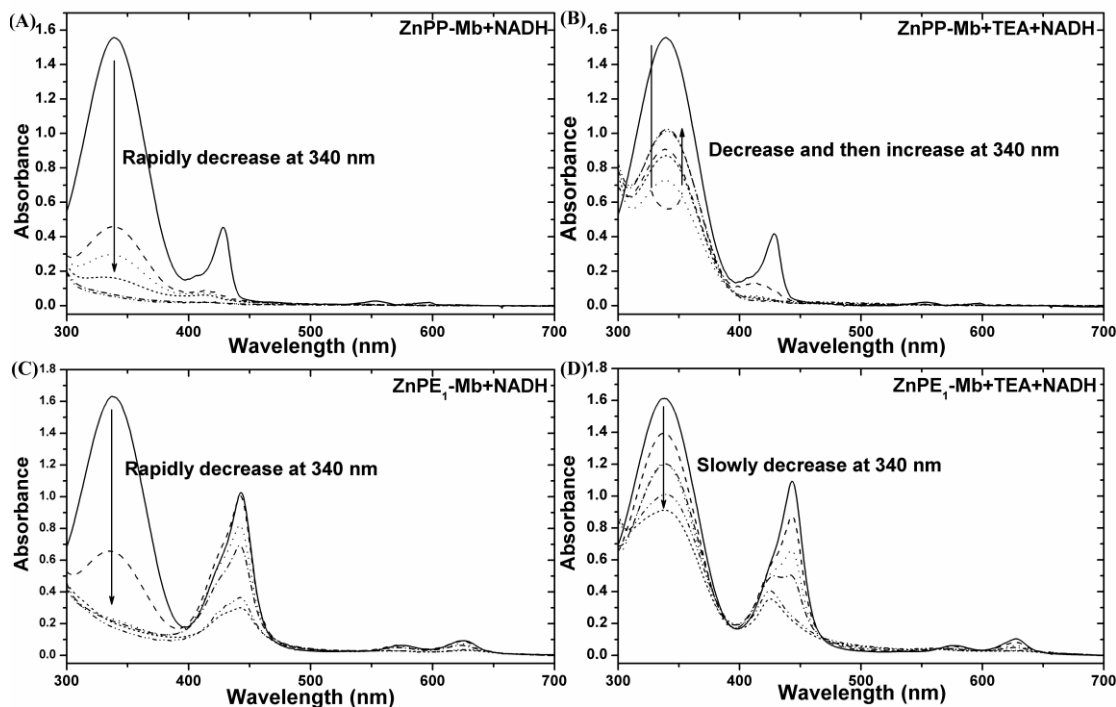 (A)
ZnPP-Mb+NADH
1.6
1.4
1.2
1.0
0.8
0.6
0.4
0.2
0.0
Absorbance
Rapidly decrease at 340 nm
300 400 500 600 700
Wavelength (nm)
(B)
ZnPP-Mb+TEA+NADH
1.6
1.4
1.2
1.0
0.8
0.6
0.4
0.2
0.0
Absorbance
Decrease and then increase at 340 nm
300 400 500 600 700
Wavelength (nm)
(C)
ZnPE1-Mb+NADH
1.8
1.6
1.4
1.2
1.0
0.8
0.6
0.4
0.2
0.0
Absorbance
Rapidly decrease at 340 nm
300 400 500 600 700
Wavelength (nm)
(D)
ZnPE1-Mb+TEA+NADH
1.8
1.6
1.4
1.2
1.0
0.8
0.6
0.4
0.2
0.0
Absorbance
Slowly decrease at 340 nm
300 400 500 600 700
Wavelength (nm)